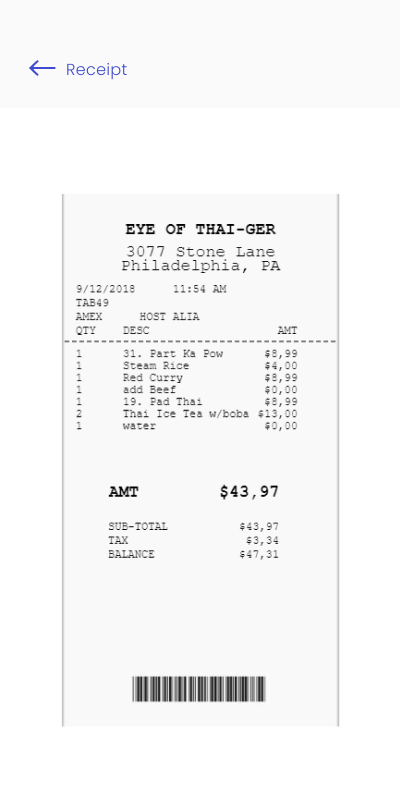 Receipt
EYE OF THAI-GER
3077 Stone Lane
Philadelphia, PA
9/12/2018 11:54 AM
TAB49
AMEX HOST ALIA
QTY DESC AMT
1 31. Part Ka Pow $8,99
1 Steam Rice $4,00
1 Red Curry $8,99
1 add Beef $0,00
1 19. Pad Thai $8,99
2 Thai Ice Tea w/boba $13,00
1 water $0,00
AMT $43,97
SUB-TOTAL $43,97
TAX $3,34
BALANCE $47,31